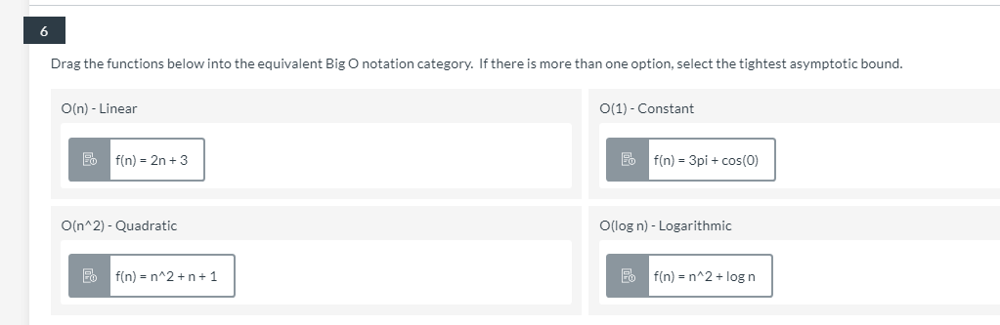 6
Drag the functions below into the equivalent Big O notation category. If there is more than one option, select the tightest asymptotic bound.
O(n) - Linear
O(1) - Constant
f(n) = 2n + 3
f(n) = 3pi + cos(0)
O(n^2) - Quadratic
O(log n) - Logarithmic
f(n) = n^2 + n + 1
f(n) = n^2 + log n